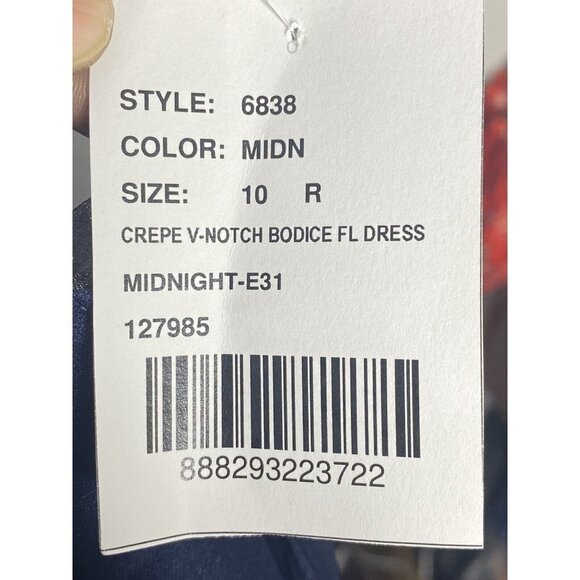 STYLE: 6838
COLOR: MIDN
SIZE: 10 R
CREPE V-NOTCH BODICE FL DRESS
MIDNIGHT-E31
127985
888293223722